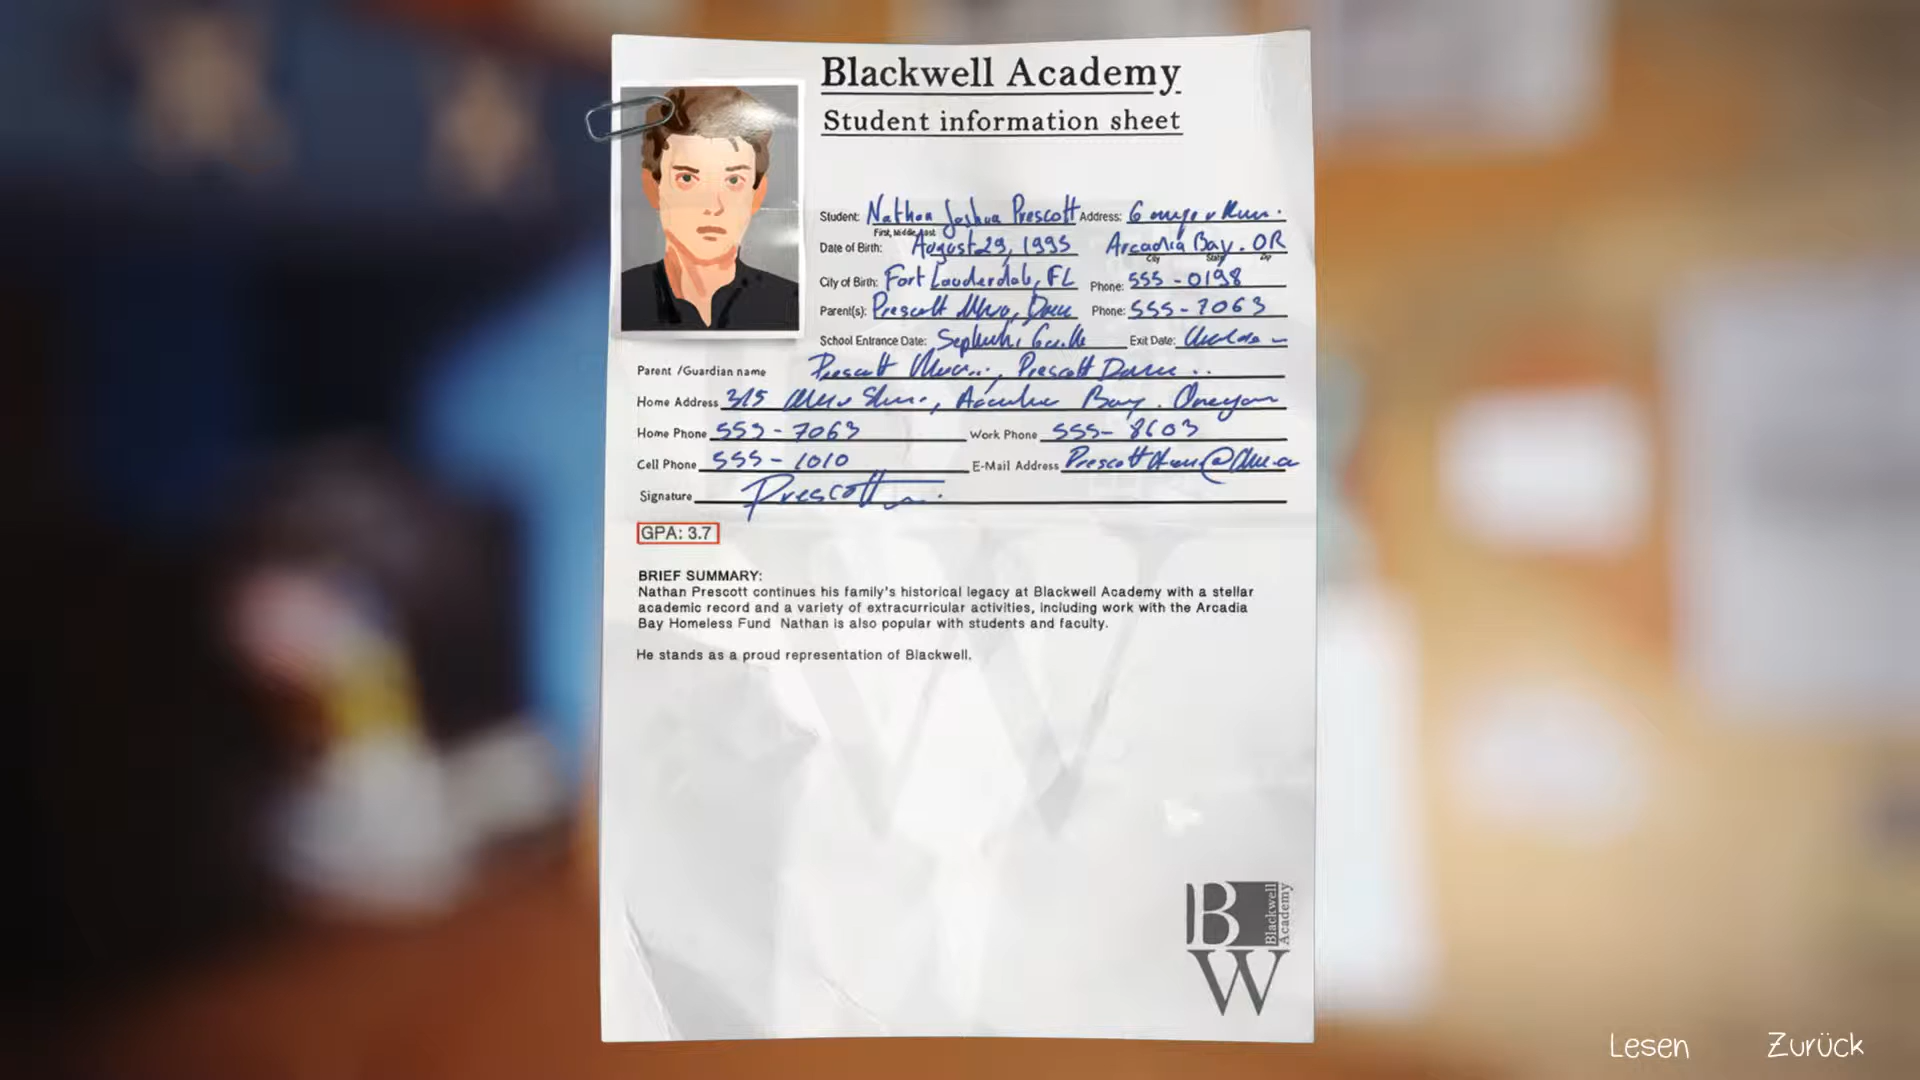 Blackwell Academy
Student information sheet
Student: Nathan Joshua Prescott Address:
First, Middle, Last
Date of Birth: August 29, 1995 Arcadia Bay. OR
City State Zip
City of Birth: Fort Lauderdale, FL Phone: 555-0198
Parent(s): Prescott Phone: 555-7063
School Entrance Date: Exit Date:
Parent /Guardian name Prescott Prescott
Home Address 315 Bay.
Home Phone 555-7063 Work Phone 555-8603
Cell Phone 555-1010 E-Mail Address
Signature Prescott
GPA: 3.7
BRIEF SUMMARY:
Nathan Prescott continues his family's historical legacy at Blackwell Academy with a stellar
academic record and a variety of extracurricular activities, including work with the Arcadia
Bay Homeless Fund Nathan is also popular with students and faculty.
He stands as a proud representation of Blackwell.
B
W
Blackwell
Academy
Lesen Zurück